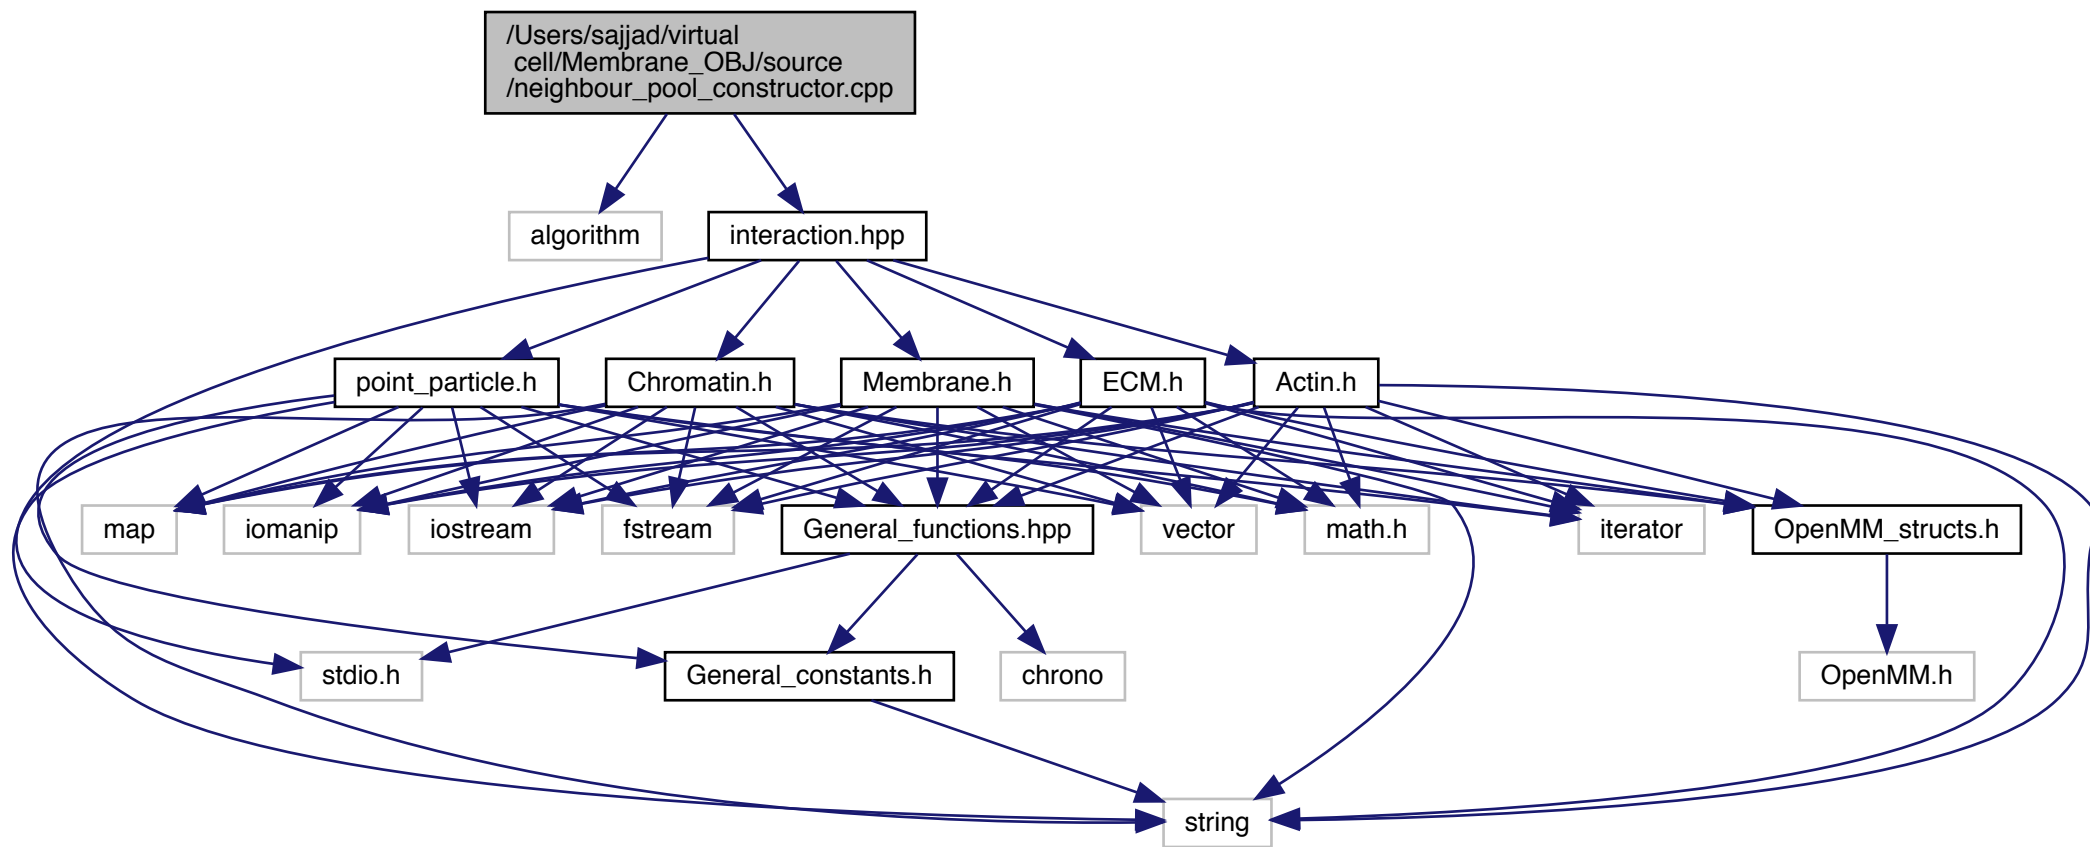 /Users/sajjad/virtual
cell/Membrane_OBJ/source
/neighbour_pool_constructor.cpp
algorithm
interaction.hpp
point_particle.h
Chromatin.h
Membrane.h
ECM.h
Actin.h
map
iomanip
iostream
fstream
General_functions.hpp
vector
math.h
iterator
OpenMM_structs.h
stdio.h
General_constants.h
chrono
OpenMM.h
string